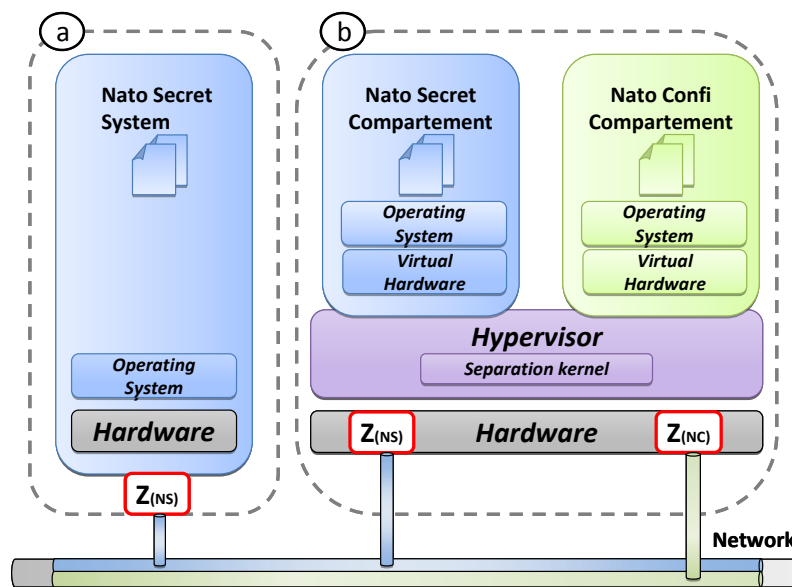 a
Nato Secret
System
Operating
System
Hardware
Z(NS)
b
Nato Secret
Compartement
Operating
System
Virtual
Hardware
Nato Confi
Compartement
Operating
System
Virtual
Hardware
Hypervisor
Separation kernel
Z(NS)
Hardware
Z(NC)
Network